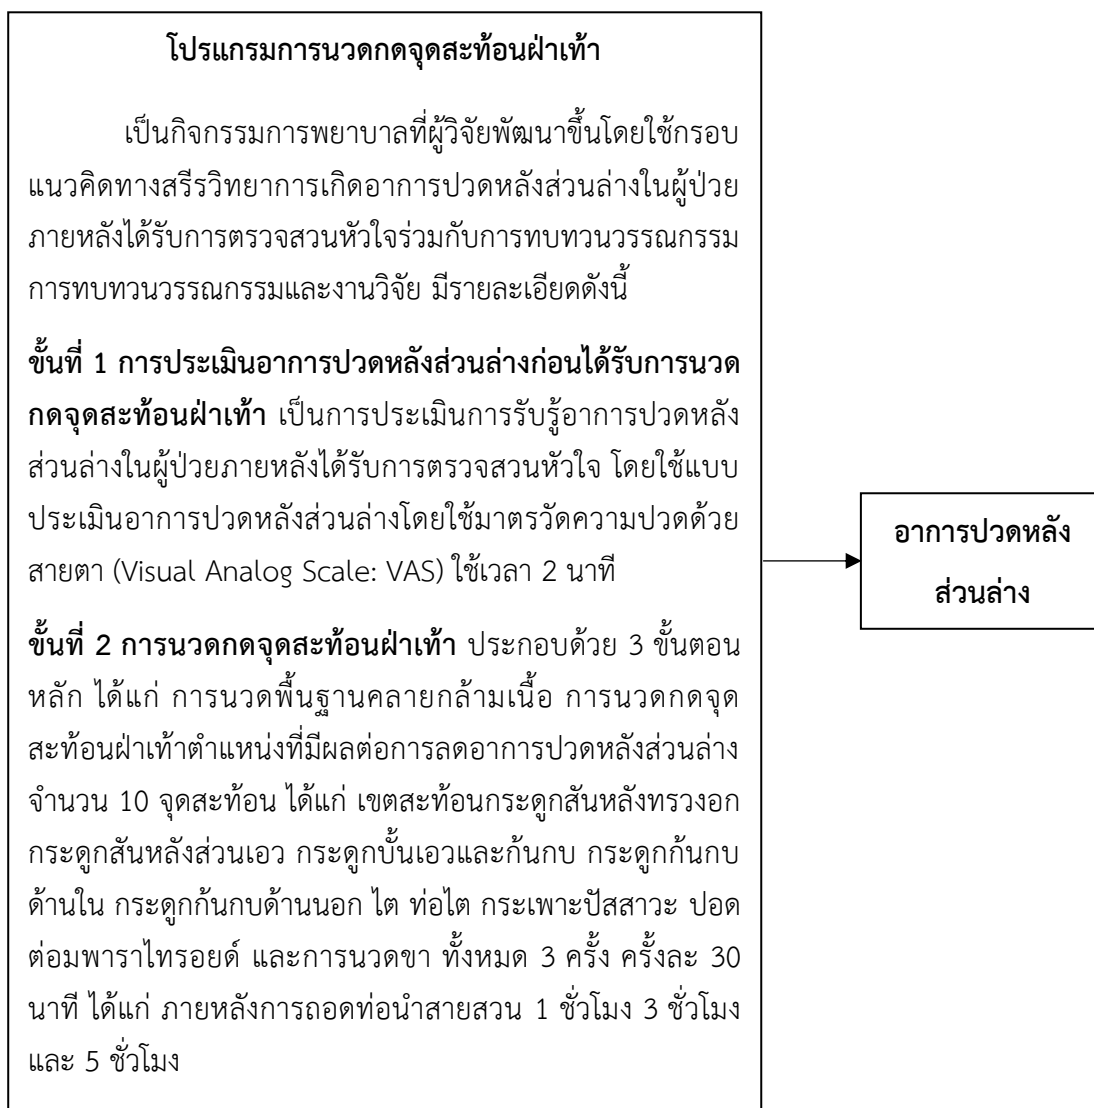 โปรแกรมการนวดกดจุดสะท้อนฝ่าเท้า
เป็นกิจกรรมการพยาบาลที่ผู้วิจัยพัฒนาขึ้นโดยใช้กรอบ
แนวคิดทางสรีรวิทยาการเกิดอาการปวดหลังส่วนล่างในผู้ป่วย
ภายหลังได้รับการตรวจสวนหัวใจร่วมกับการทบทวนวรรณกรรม
การทบทวนวรรณกรรมและงานวิจัย มีรายละเอียดดังนี้
ขั้นที่ 1 การประเมินอาการปวดหลังส่วนล่างก่อนได้รับการนวด
กดจุดสะท้อนฝ่าเท้า เป็นการประเมินการรับรู้อาการปวดหลัง
ส่วนล่างในผู้ป่วยภายหลังได้รับการตรวจสวนหัวใจ โดยใช้แบบ
ประเมินอาการปวดหลังส่วนล่างโดยใช้มาตรวัดความปวดด้วย
สายตา (Visual Analog Scale: VAS) ใช้เวลา 2 นาที
ขั้นที่ 2 การนวดกดจุดสะท้อนฝ่าเท้า ประกอบด้วย 3 ขั้นตอน
หลัก ได้แก่ การนวดพื้นฐานคลายกล้ามเนื้อ การนวดกดจุด
สะท้อนฝ่าเท้าตำแหน่งที่มีผลต่อการลดอาการปวดหลังส่วนล่าง
จำนวน 10 จุดสะท้อน ได้แก่ เขตสะท้อนกระดูกสันหลังทรวงอก
กระดูกสันหลังส่วนเอว กระดูกบั้นเอวและก้นกบ กระดูกก้นกบ
ด้านใน กระดูกก้นกบด้านนอก ไต ท่อไต กระเพาะปัสสาวะ ปอด
ต่อมพาราไทรอยด์ และการนวดขา ทั้งหมด 3 ครั้ง ครั้งละ 30
นาที ได้แก่ ภายหลังการถอดท่อนำสายสวน 1 ชั่วโมง 3 ชั่วโมง
และ 5 ชั่วโมง
อาการปวดหลัง
ส่วนล่าง